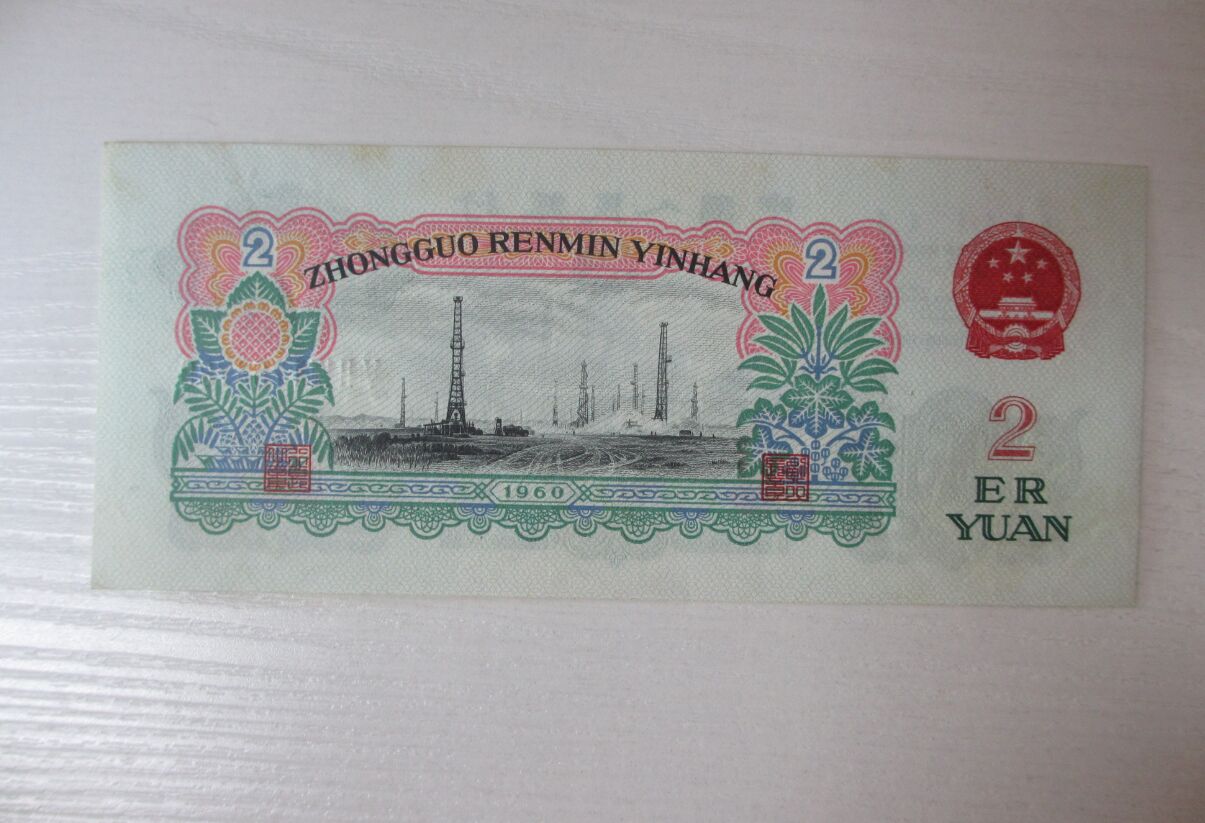 2
2
ZHONGGUO RENMIN YINHANG
2
ER
YUAN
1960